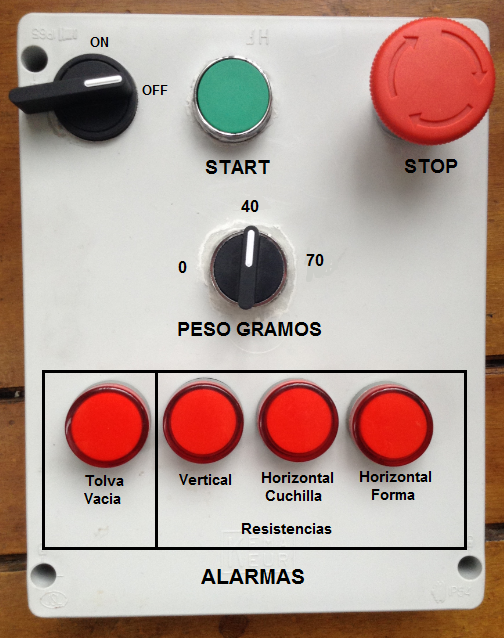 ON
OFF
START
STOP
40
0
70
PESO GRAMOS
Tolva
Vacia
Vertical
Horizontal
Cuchilla
Horizontal
Forma
Resistencias
ALARMAS